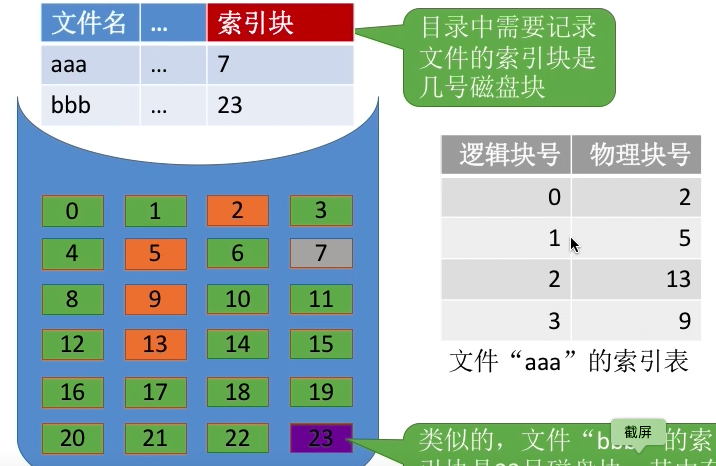 文件名 ... 索引块
aaa ... 7
bbb ... 23
目录中需要记录
文件的索引块是
几号磁盘块
逻辑块号 物理块号
0 2
1 5
2 13
3 9
文件“aaa”的索引表
0 1 2 3
4 5 6 7
8 9 10 11
12 13 14 15
16 17 18 19
20 21 22 23
类似的，文件“bbb”的索
截屏